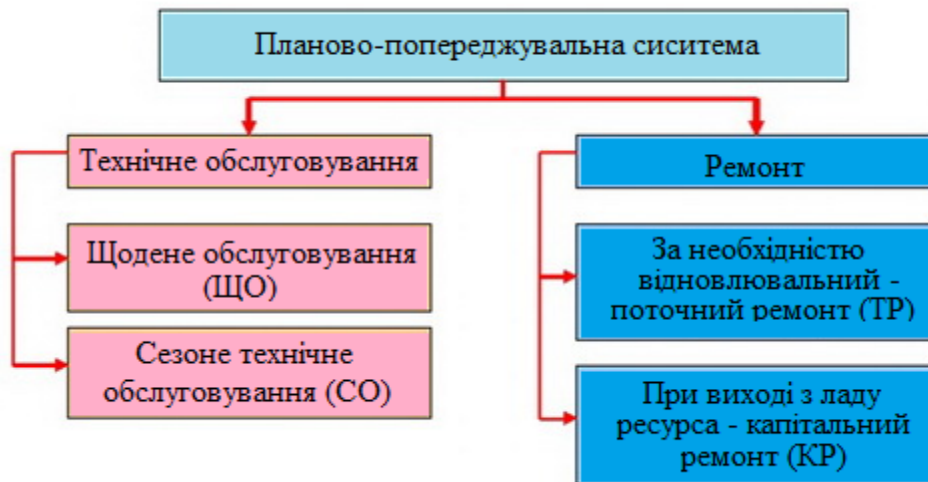 Планово-попереджувальна сиситема
Технічне обслуговування
Щодене обслуговування
(ЩО)
Сезоне технічне
обслуговування (СО)
Ремонт
За необхідністю
відновлювальний -
поточний ремонт (ТР)
При виході з ладу
ресурса - капітальний
ремонт (КР)